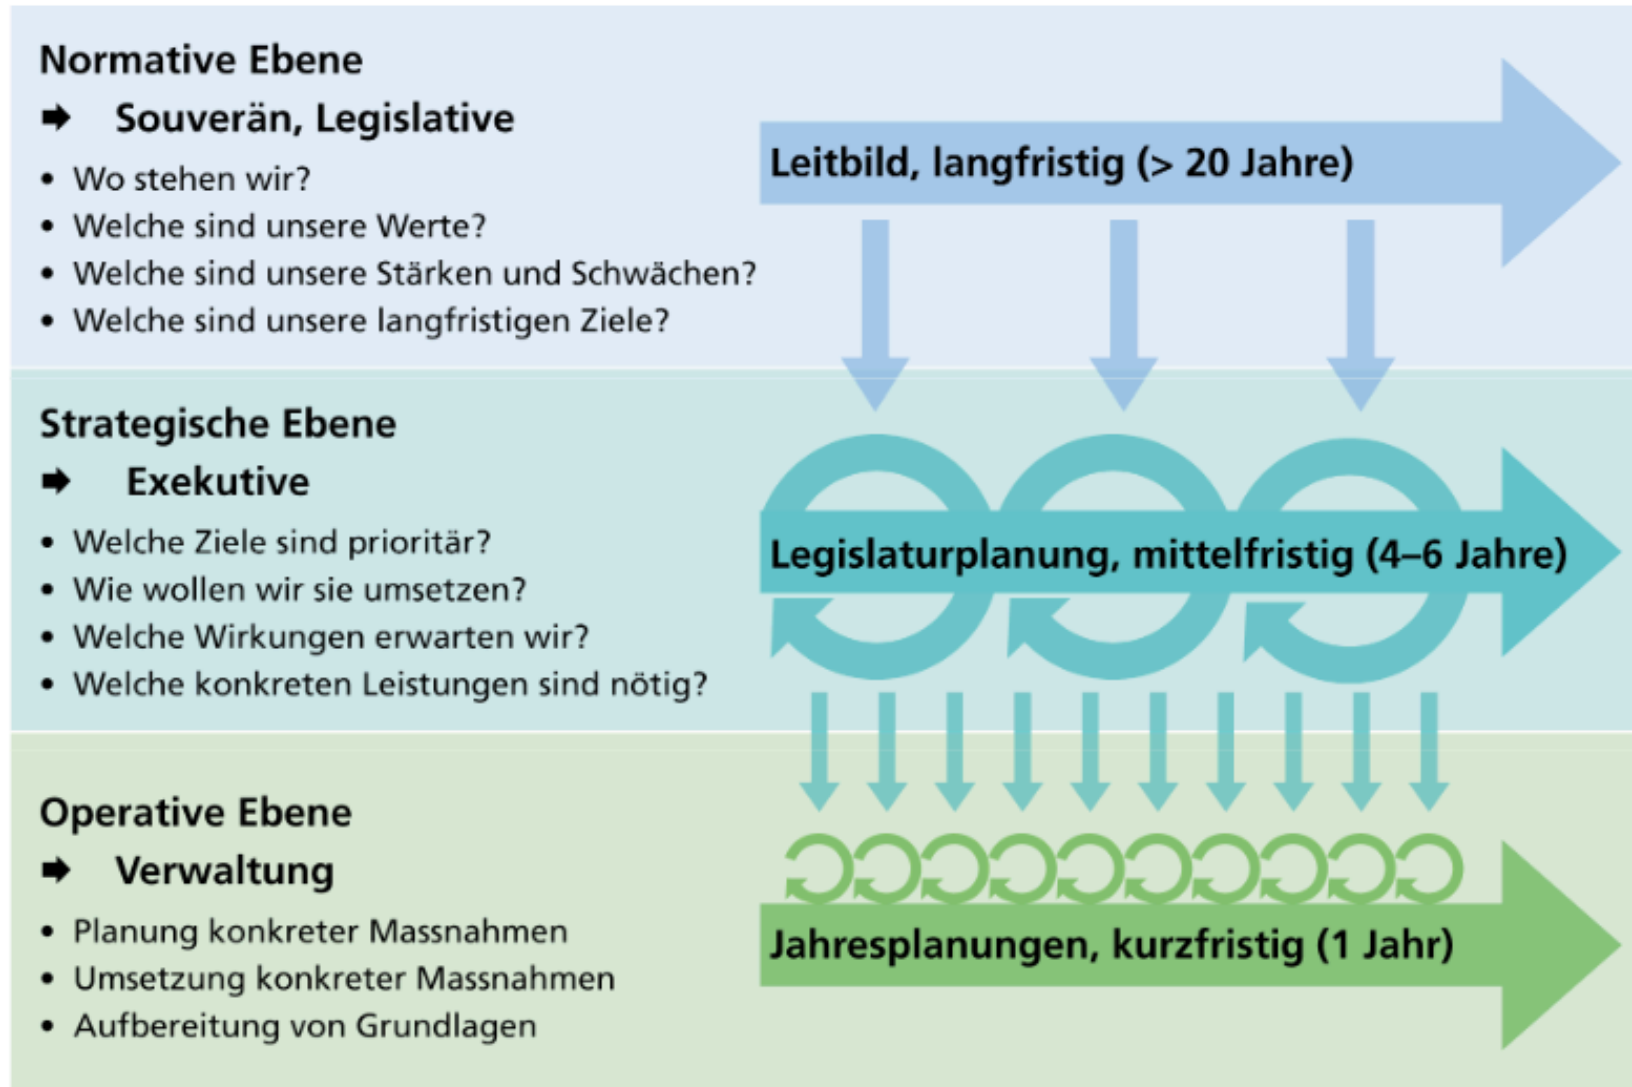 Normative Ebene
➡ Souverän, Legislative
• Wo stehen wir?
• Welche sind unsere Werte?
• Welche sind unsere Stärken und Schwächen?
• Welche sind unsere langfristigen Ziele?
Leitbild, langfristig (> 20 Jahre)
Strategische Ebene
➡ Exekutive
• Welche Ziele sind prioritär?
• Wie wollen wir sie umsetzen?
• Welche Wirkungen erwarten wir?
• Welche konkreten Leistungen sind nötig?
Legislaturplanung, mittelfristig (4–6 Jahre)
Operative Ebene
➡ Verwaltung
• Planung konkreter Massnahmen
• Umsetzung konkreter Massnahmen
• Aufbereitung von Grundlagen
Jahresplanungen, kurzfristig (1 Jahr)